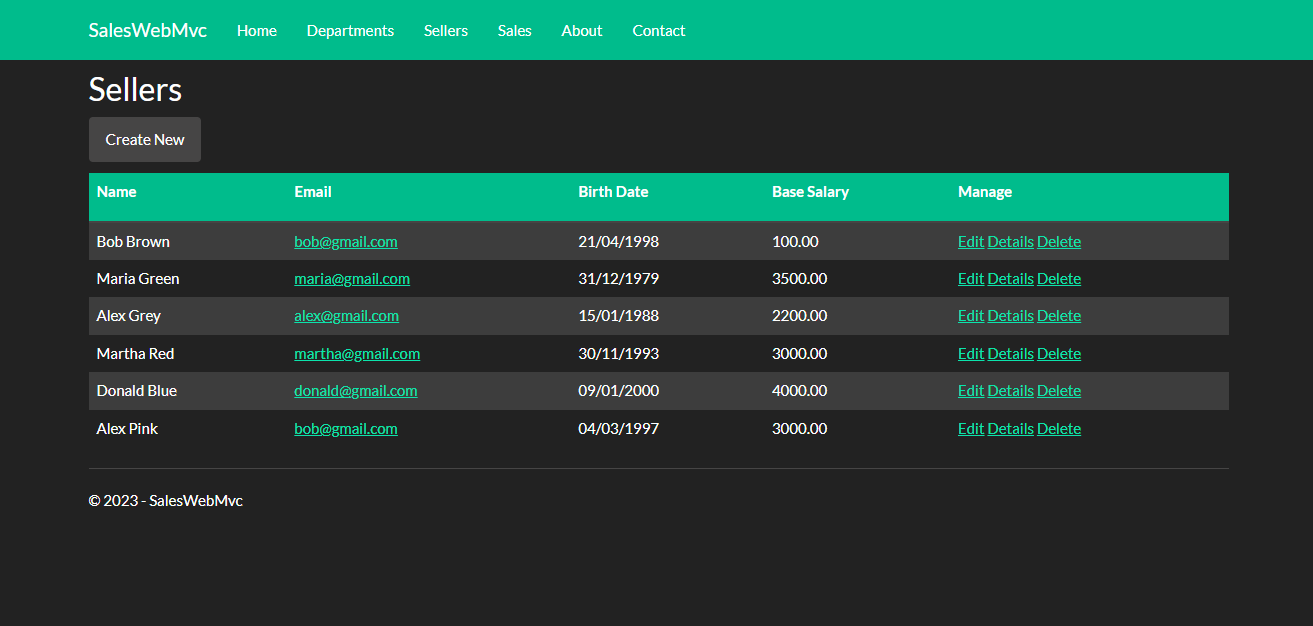 SalesWebMvc Home Departments Sellers Sales About Contact
Sellers
Create New
Name Email Birth Date Base Salary Manage
Bob Brown bob@gmail.com 21/04/1998 100.00 Edit Details Delete
Maria Green maria@gmail.com 31/12/1979 3500.00 Edit Details Delete
Alex Grey alex@gmail.com 15/01/1988 2200.00 Edit Details Delete
Martha Red martha@gmail.com 30/11/1993 3000.00 Edit Details Delete
Donald Blue donald@gmail.com 09/01/2000 4000.00 Edit Details Delete
Alex Pink bob@gmail.com 04/03/1997 3000.00 Edit Details Delete
© 2023 - SalesWebMvc